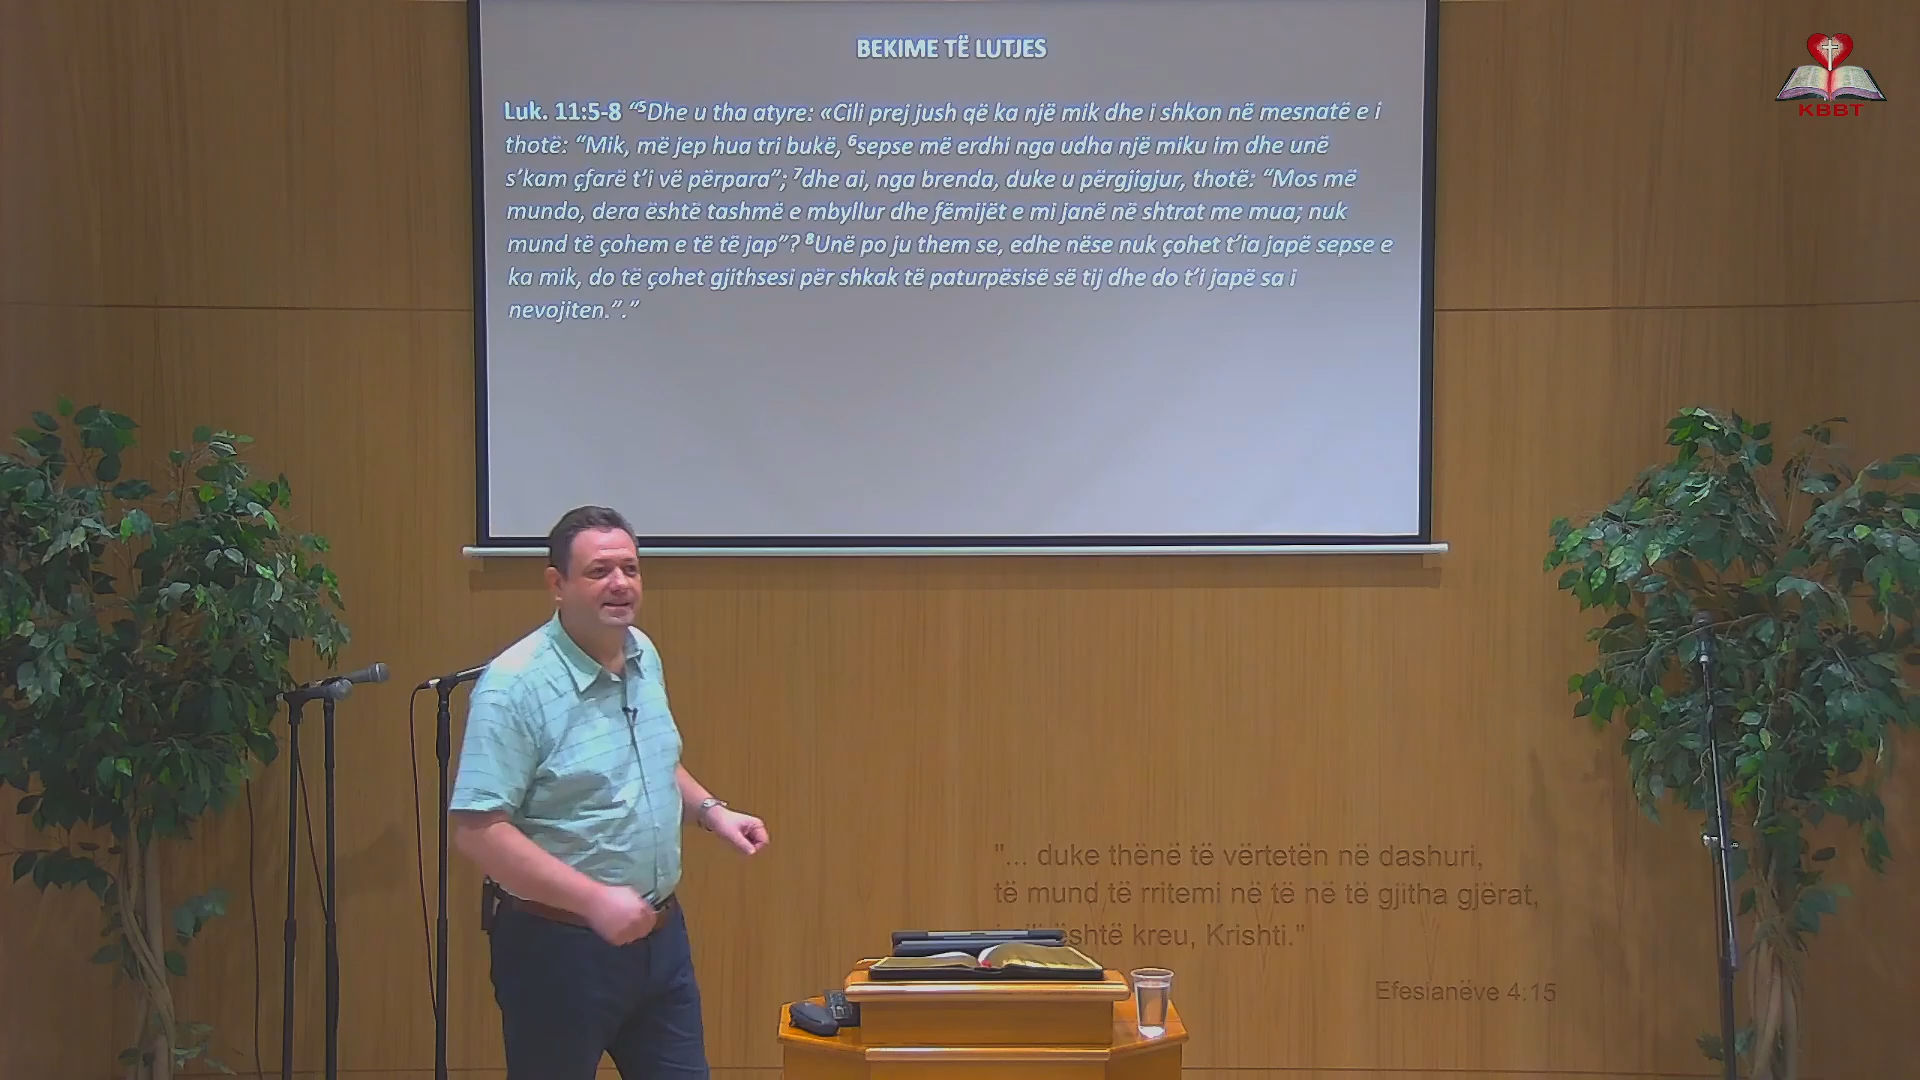 BEKIME TË LUTJES
Luk. 11:5-8 “⁵Dhe u tha atyre: «Cili prej jush që ka një mik dhe i shkon në mesnatë e i
thotë: “Mik, më jep hua tri bukë, ⁶sepse më erdhi nga udha një miku im dhe unë
s’kam çfarë t’i vë përpara”; ⁷dhe ai, nga brenda, duke u përgjigjur, thotë: “Mos më
mundo, dera është tashmë e mbyllur dhe fëmijët e mi janë në shtrat me mua; nuk
mund të çohem e të të jap”? ⁸Unë po ju them se, edhe nëse nuk çohet t’ia japë sepse e
ka mik, do të çohet gjithsesi për shkak të paturpësisë së tij dhe do t’i japë sa i
nevojiten.”.”
KBBT
"... duke thënë të vërtetën në dashuri,
të mund të rritemi në të në të gjitha gjërat,
është kreu, Krishti."
Efesianëve 4:15